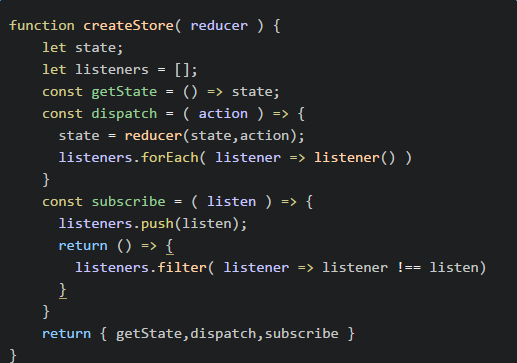 function createStore( reducer ) {
    let state;
    let listeners = [];
    const getState = () => state;
    const dispatch = ( action ) => {
      state = reducer(state,action);
      listeners.forEach( listener => listener() )
    }
    const subscribe = ( listen ) => {
      listeners.push(listen);
      return () => {
        listeners.filter( listener => listener !== listen)
      }
    }
    return { getState,dispatch,subscribe }
}